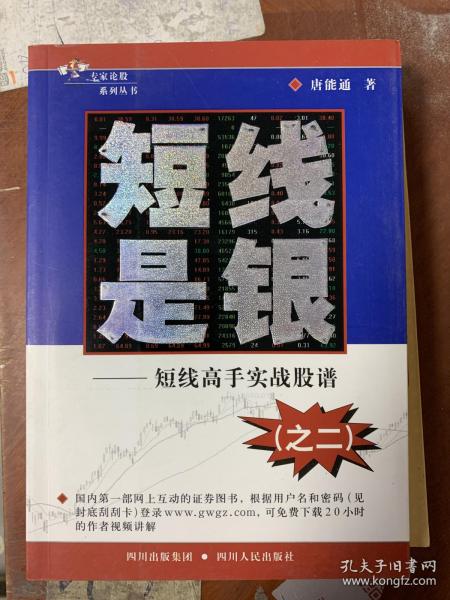 专家论股
系列丛书
唐能通 著
短线
是银
——短线高手实战股谱
(之二)
国内第一部网上互动的证券图书，根据用户名和密码(见
封底刮刮卡)登录www.gwgz.com，可免费下载20小时
的作者视频讲解
四川出版集团 • 四川人民出版社
孔夫子旧书网
book.kongfz.com